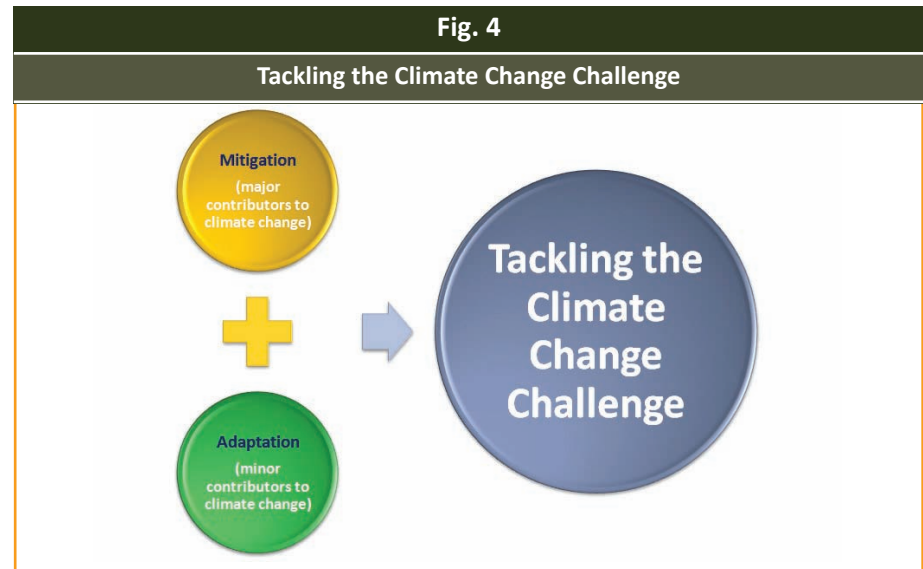 Fig. 4
Tackling the Climate Change Challenge
Mitigation
(major
contributors to
climate change)
Adaptation
(minor
contributors to
climate change)
Tackling the
Climate
Change
Challenge